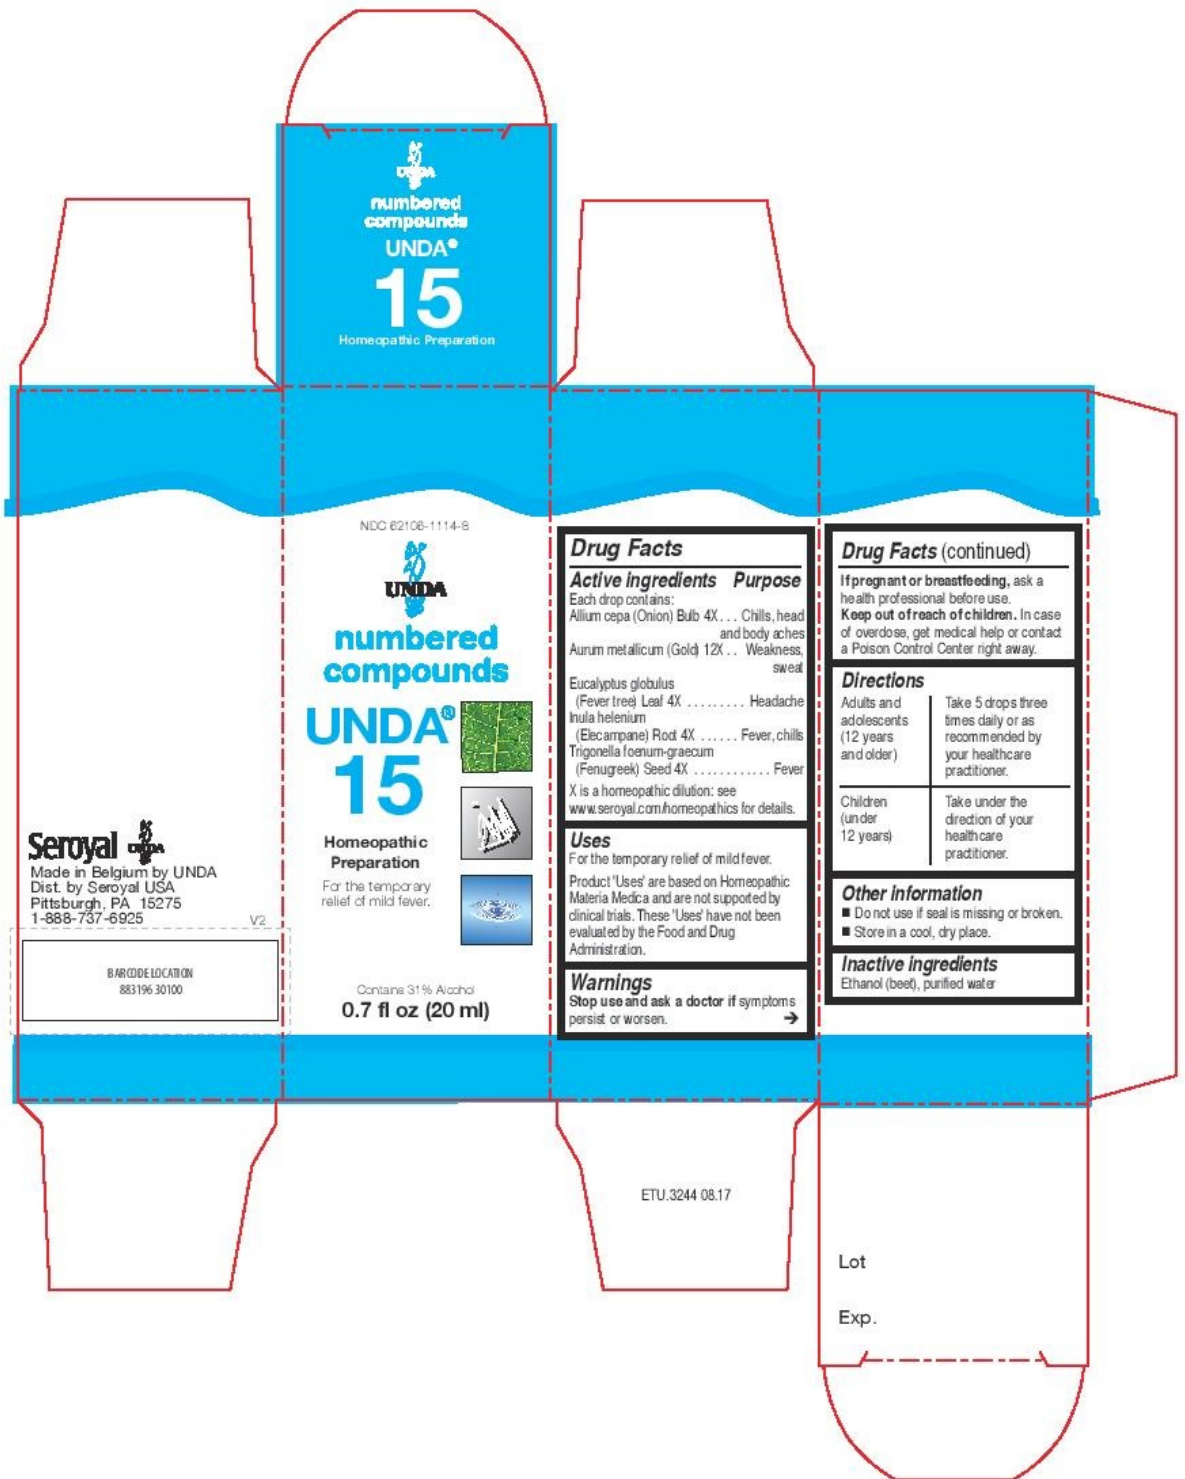 UNDA
numbered
compounds
UNDA®
15
Homeopathic Preparation
Seroyal UNDA
Made in Belgium by UNDA
Dist. by Seroyal USA
Pittsburgh, PA 15275
1-888-737-6925
V2
BARCODE LOCATION
883196 30100
NDC 62106-1114-8
UNDA
numbered
compounds
UNDA®
15
Homeopathic
Preparation
For the temporary
relief of mild fever.
Contains 31% Alcohol
0.7 fl oz (20 ml)
Drug Facts
Active ingredients Purpose
Each drop contains:
Allium cepa (Onion) Bulb 4X . . . Chills, head
and body aches
Aurum metallicum (Gold) 12X . . Weakness,
sweat
Eucalyptus globulus
(Fever tree) Leaf 4X . . . . . . . . . Headache
Inula helenium
(Elecampane) Root 4X . . . . . . Fever, chills
Trigonella foenum-graecum
(Fenugreek) Seed 4X . . . . . . . . . . . . Fever
X is a homeopathic dilution: see
www.seroyal.com/homeopathics for details.
Uses
For the temporary relief of mild fever.
Product 'Uses' are based on Homeopathic
Materia Medica and are not supported by
clinical trials. These 'Uses' have not been
evaluated by the Food and Drug
Administration.
Warnings
Stop use and ask a doctor if symptoms
persist or worsen. →
Drug Facts (continued)
If pregnant or breastfeeding, ask a
health professional before use.
Keep out of reach of children. In case
of overdose, get medical help or contact
a Poison Control Center right away.
Directions
Adults and
adolescents
(12 years
and older)
Take 5 drops three
times daily or as
recommended by
your healthcare
practitioner.
Children
(under
12 years)
Take under the
direction of your
healthcare
practitioner.
Other information
■ Do not use if seal is missing or broken.
■ Store in a cool, dry place.
Inactive ingredients
Ethanol (beet), purified water
ETU.3244 08.17
Lot
Exp.